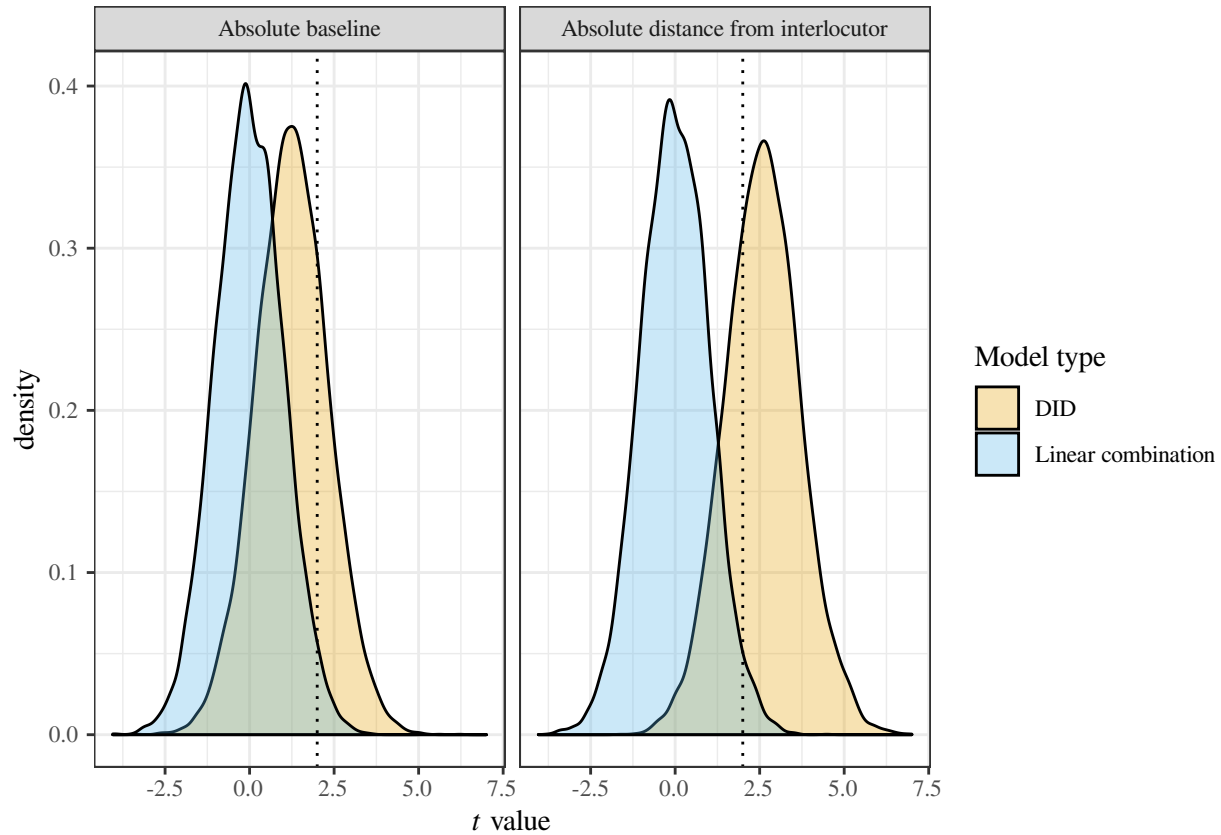 Absolute baseline
Absolute distance from interlocutor
0.4
0.3
0.2
0.1
0.0
density
-2.5 0.0 2.5 5.0 7.5
-2.5 0.0 2.5 5.0 7.5
t value
Model type
DID
Linear combination